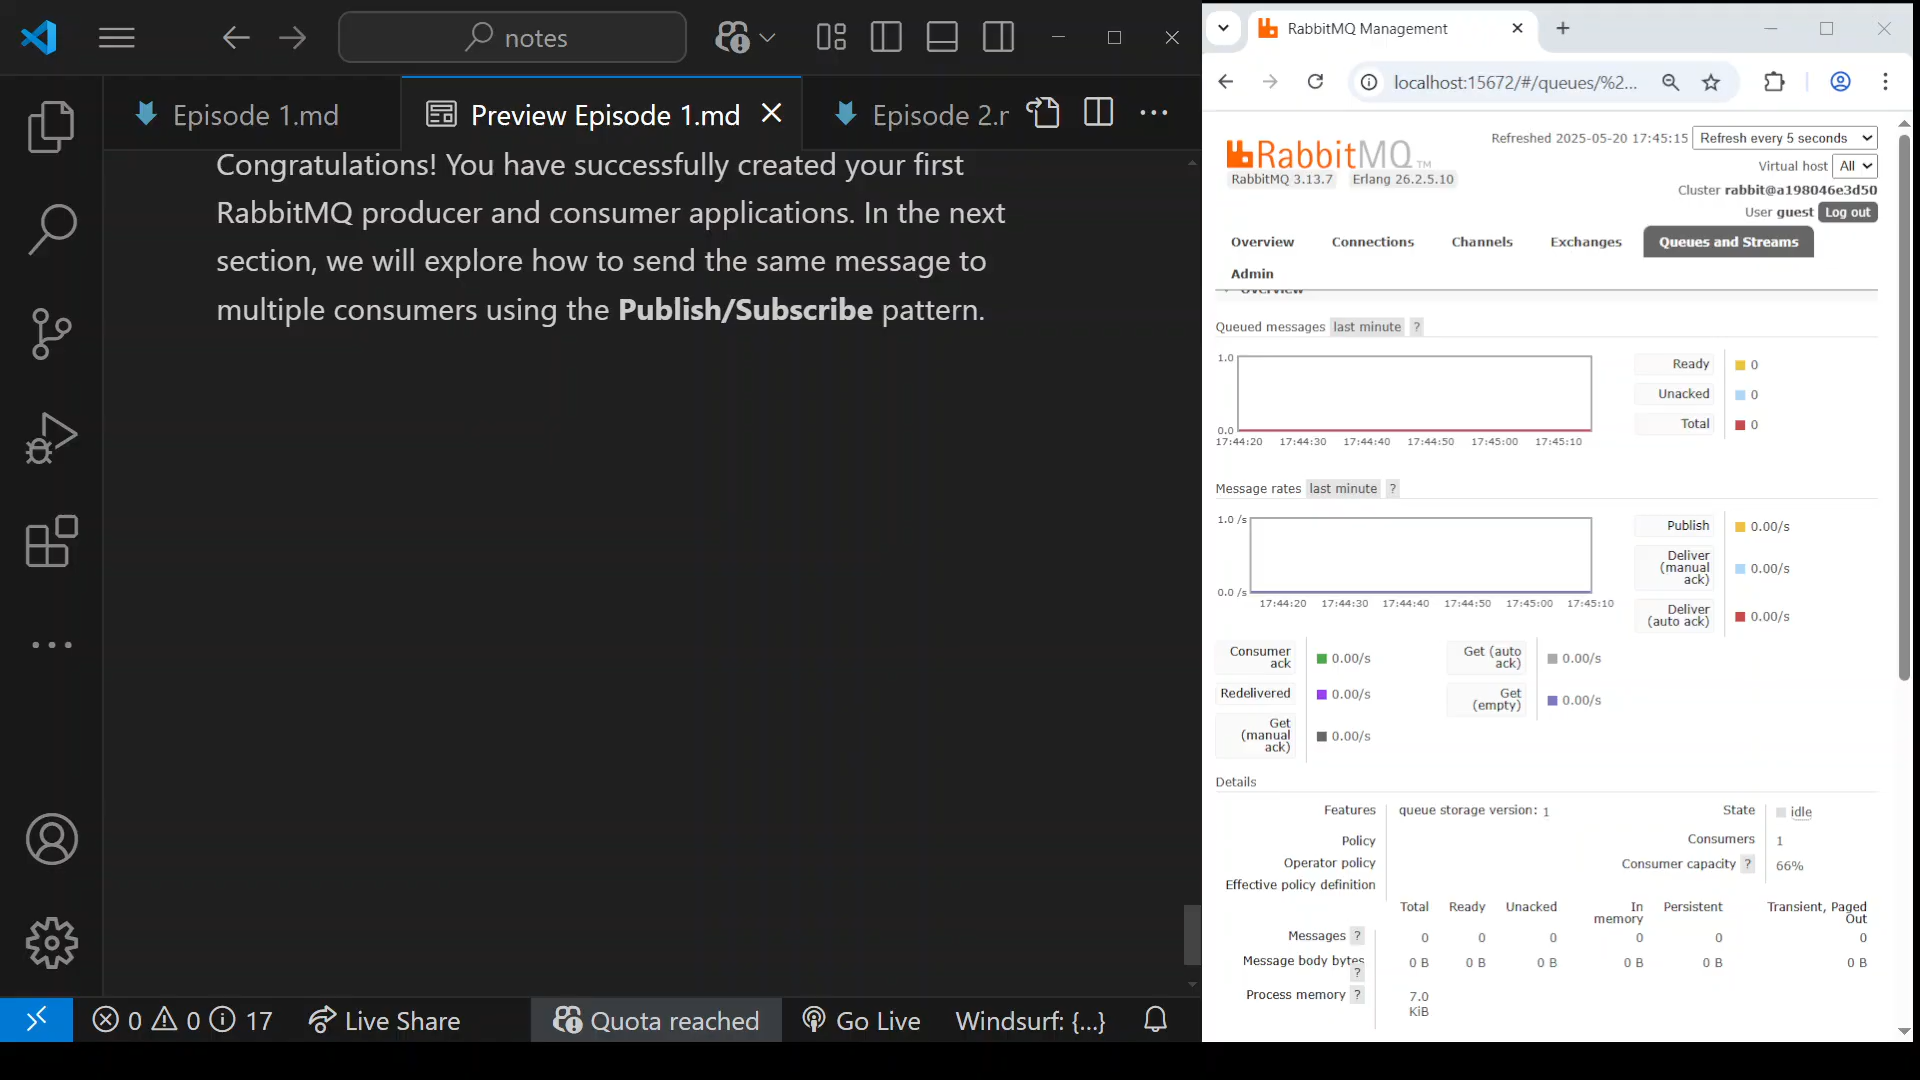 notes
Episode 1.md
Preview Episode 1.md
Episode 2.r
Congratulations! You have successfully created your first
RabbitMQ producer and consumer applications. In the next
section, we will explore how to send the same message to
multiple consumers using the Publish/Subscribe pattern.
0 0 17
Live Share
Quota reached
Go Live
Windsurf: {...}
RabbitMQ Management
localhost:15672/#/queues/%2...
Refreshed 2025-05-20 17:45:15
Refresh every 5 seconds
RabbitMQ TM
Virtual host All
RabbitMQ 3.13.7 Erlang 26.2.5.10
Cluster rabbit@a198046e3d50
User guest Log out
Overview Connections Channels Exchanges Queues and Streams
Admin
Overview
Queued messages last minute ?
1.0
0.0
17:44:20 17:44:30 17:44:40 17:44:50 17:45:00 17:45:10
Ready 0
Unacked 0
Total 0
Message rates last minute ?
1.0 /s
0.0 /s
17:44:20 17:44:30 17:44:40 17:44:50 17:45:00 17:45:10
Publish 0.00/s
Deliver
(manual 0.00/s
ack)
Deliver
(auto ack) 0.00/s
Consumer
ack 0.00/s
Redelivered 0.00/s
Get
(manual 0.00/s
ack)
Get (auto
ack) 0.00/s
Get
(empty) 0.00/s
Details
Features queue storage version: 1
Policy
Operator policy
Effective policy definition
State idle
Consumers 1
Consumer capacity ? 66%
Total Ready Unacked In memory Persistent Transient, Paged Out
Messages ? 0 0 0 0 0 0
Message body bytes ? 0 B 0 B 0 B 0 B 0 B 0 B
Process memory ? 7.0 KiB